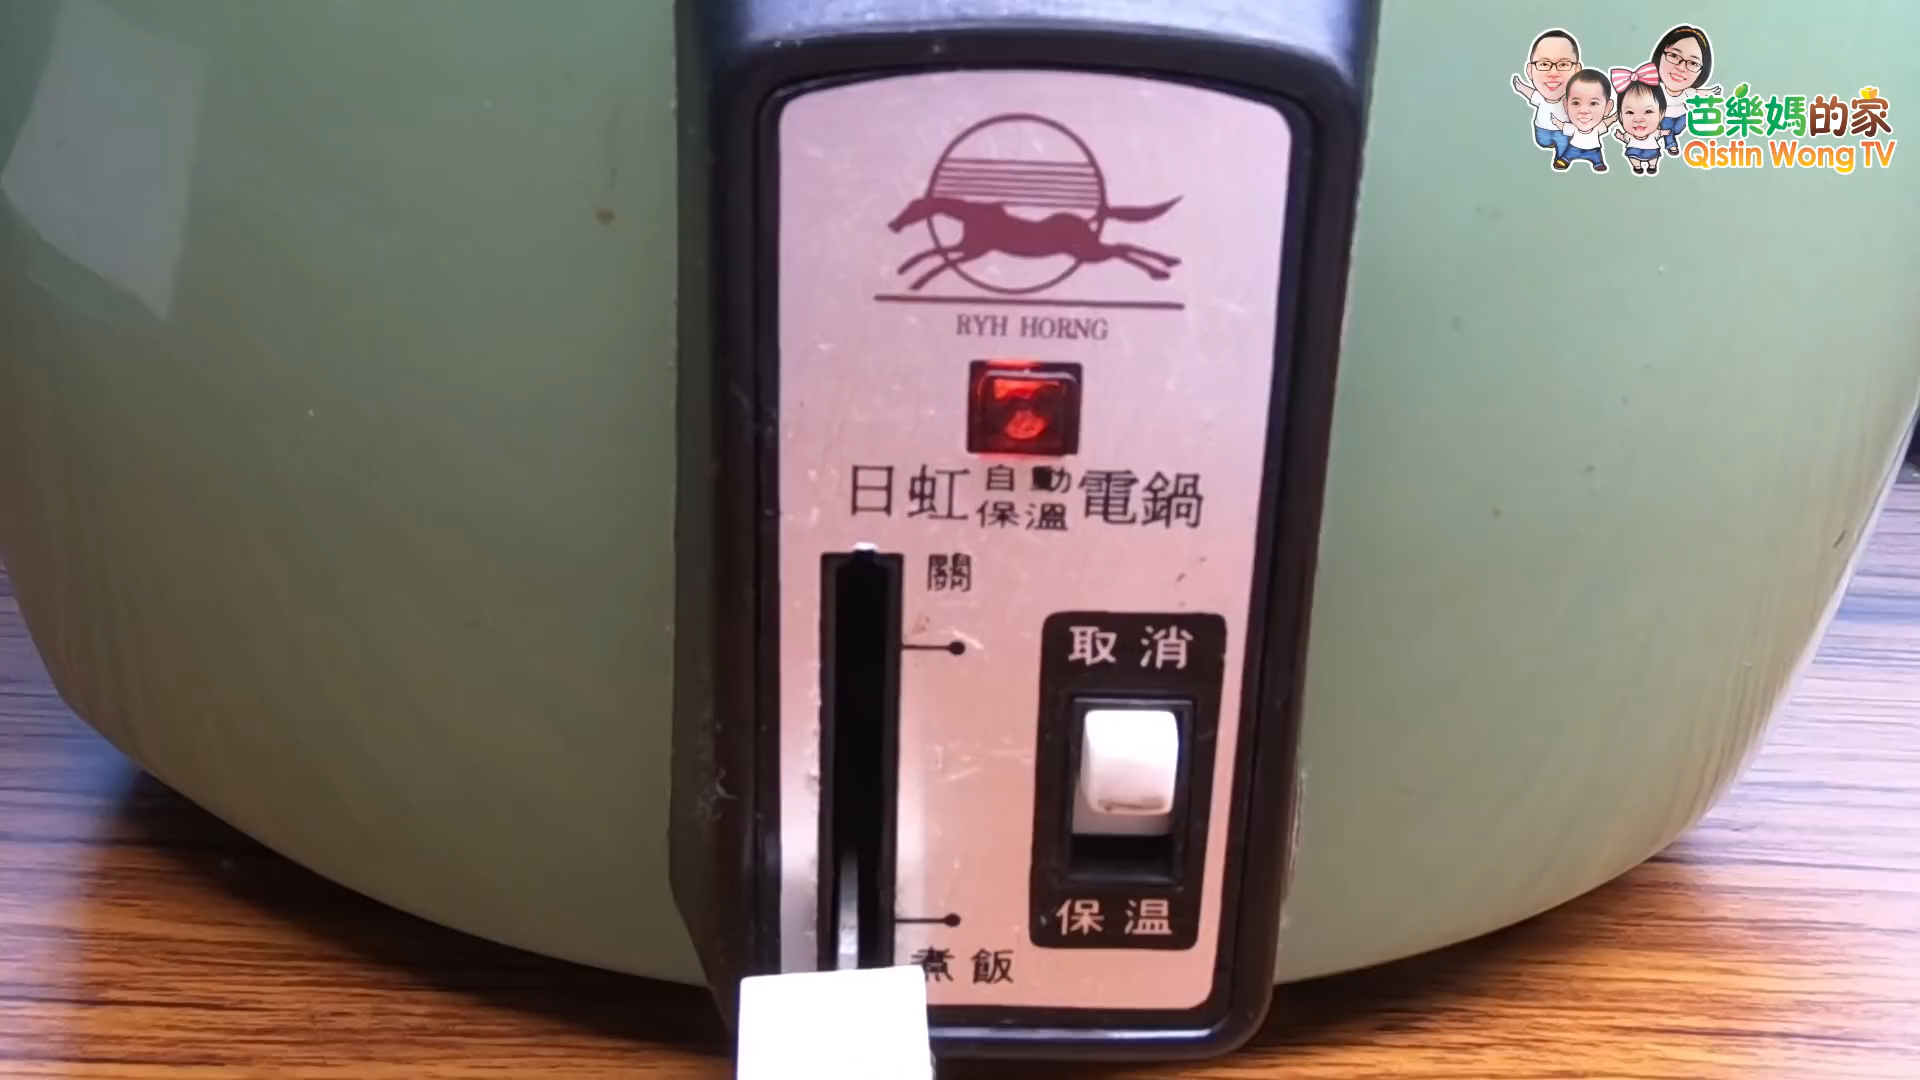 芭樂媽的家
Qistin Wong TV
RYH HORNG
日虹自動保溫電鍋
關
取消
保温
煮飯